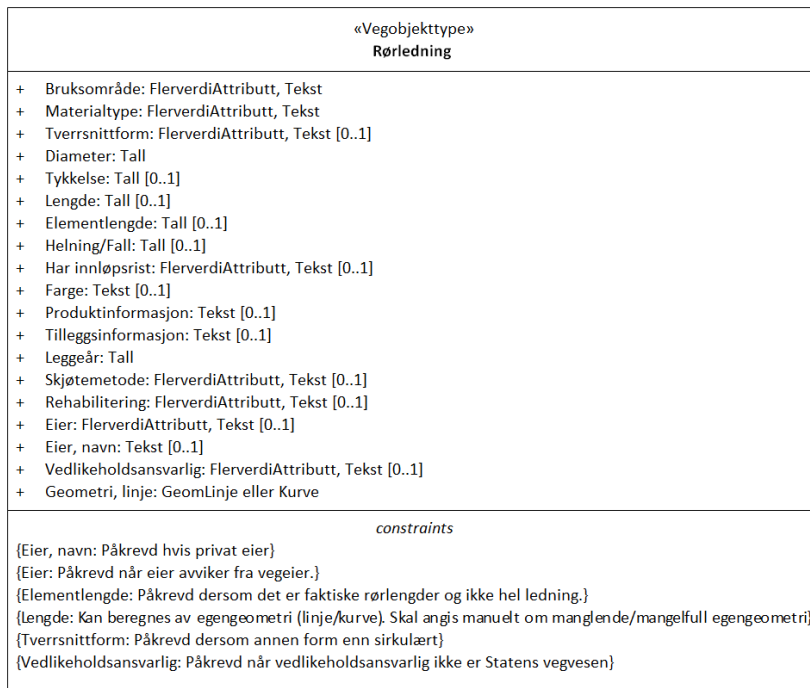 «Vegobjekttype»
Rørledning
+ Bruksområde: FlerverdiAttributt, Tekst
+ Materialtype: FlerverdiAttributt, Tekst
+ Tverrsnittform: FlerverdiAttributt, Tekst [0..1]
+ Diameter: Tall
+ Tykkelse: Tall [0..1]
+ Lengde: Tall [0..1]
+ Elementlengde: Tall [0..1]
+ Helning/Fall: Tall [0..1]
+ Har innløpsrist: FlerverdiAttributt, Tekst [0..1]
+ Farge: Tekst [0..1]
+ Produktinformasjon: Tekst [0..1]
+ Tilleggsinformasjon: Tekst [0..1]
+ Leggeår: Tall
+ Skjøtemetode: FlerverdiAttributt, Tekst [0..1]
+ Rehabilitering: FlerverdiAttributt, Tekst [0..1]
+ Eier: FlerverdiAttributt, Tekst [0..1]
+ Eier, navn: Tekst [0..1]
+ Vedlikeholdsansvarlig: FlerverdiAttributt, Tekst [0..1]
+ Geometri, linje: GeomLinje eller Kurve
constraints
{Eier, navn: Påkrevd hvis privat eier}
{Eier: Påkrevd når eier avviker fra vegeier.}
{Elementlengde: Påkrevd dersom det er faktiske rørlengder og ikke hel ledning.}
{Lengde: Kan beregnes av egengeometri (linje/kurve). Skal angis manuelt om manglende/mangelfull egengeometri}
{Tverrsnittform: Påkrevd dersom annen form enn sirkulært}
{Vedlikeholdsansvarlig: Påkrevd når vedlikeholdsansvarlig ikke er Statens vegvesen}